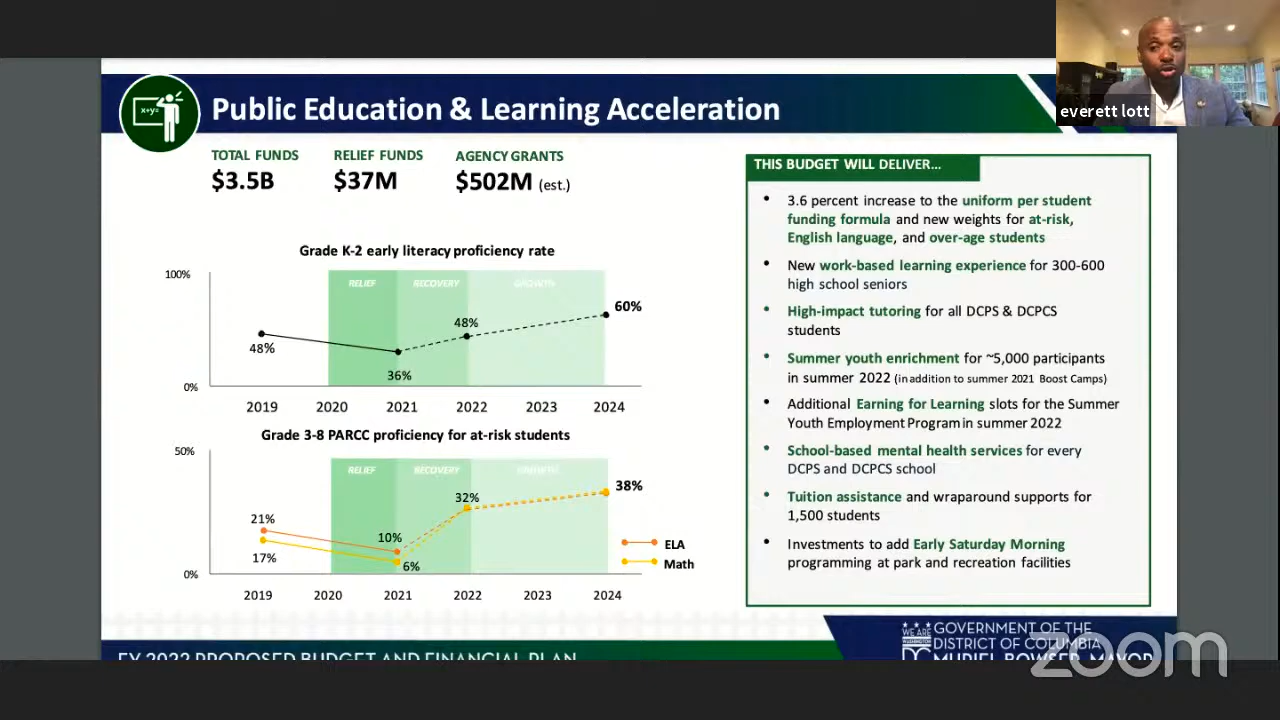 everett lott
x+y=
Public Education & Learning Acceleration
TOTAL FUNDS
$3.5B
RELIEF FUNDS
$37M
AGENCY GRANTS
$502M (est.)
Grade K-2 early literacy proficiency rate
100%
RELIEF
RECOVERY
GROWTH
60%
48%
48%
36%
0%
2019
2020
2021
2022
2023
2024
Grade 3-8 PARCC proficiency for at-risk students
50%
RELIEF
RECOVERY
GROWTH
38%
32%
21%
10%
17%
6%
ELA
Math
0%
2019
2020
2021
2022
2023
2024
THIS BUDGET WILL DELIVER…
• 3.6 percent increase to the uniform per student
funding formula and new weights for at-risk,
English language, and over-age students
• New work-based learning experience for 300-600
high school seniors
• High-impact tutoring for all DCPS & DCPCS
students
• Summer youth enrichment for ~5,000 participants
in summer 2022 (in addition to summer 2021 Boost Camps)
• Additional Earning for Learning slots for the Summer
Youth Employment Program in summer 2022
• School-based mental health services for every
DCPS and DCPCS school
• Tuition assistance and wraparound supports for
1,500 students
• Investments to add Early Saturday Morning
programming at park and recreation facilities
FY 2022 PROPOSED BUDGET AND FINANCIAL PLAN
WE ARE
WASHINGTON
DC
GOVERNMENT OF THE
DISTRICT OF COLUMBIA
MURIEL BOWSER, MAYOR
zoom